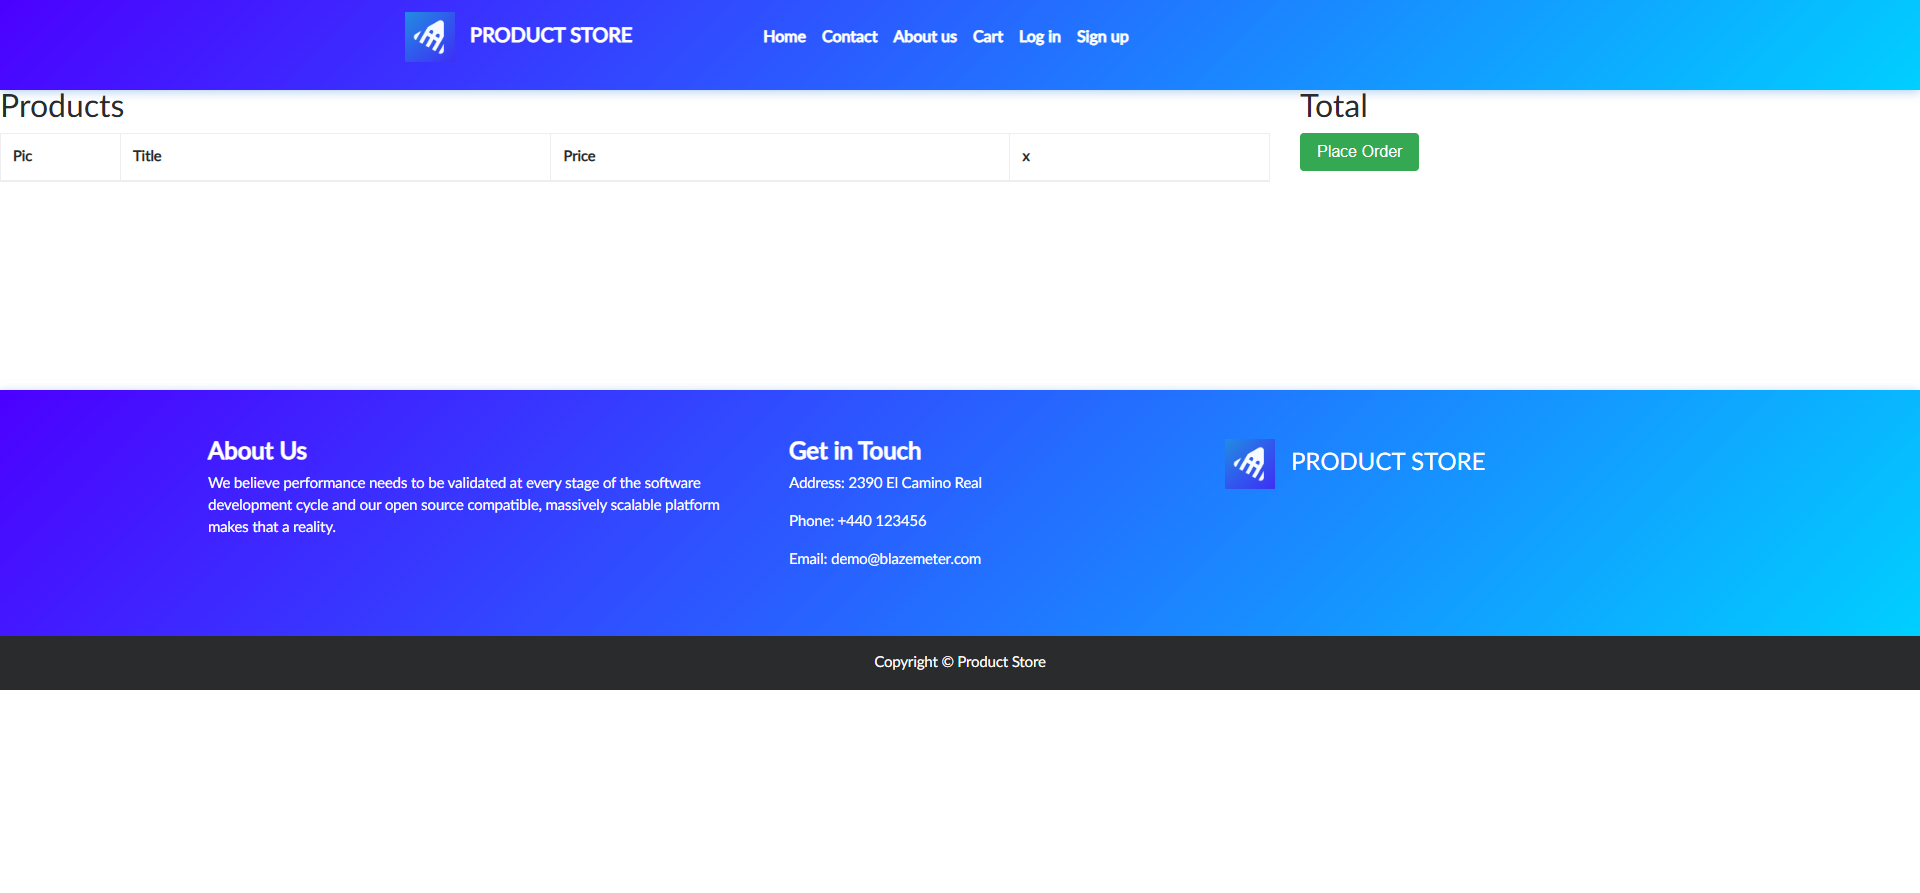 PRODUCT STORE
Home Contact About us Cart Log in Sign up
Products
Total
Pic Title Price x
Place Order
About Us
We believe performance needs to be validated at every stage of the software
development cycle and our open source compatible, massively scalable platform
makes that a reality.
Get in Touch
Address: 2390 El Camino Real
Phone: +440 123456
Email: demo@blazemeter.com
PRODUCT STORE
Copyright © Product Store